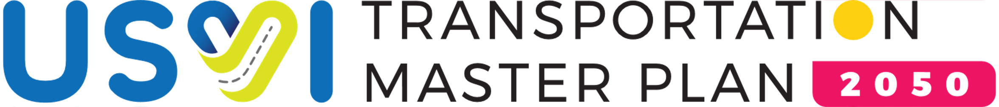 USVI
TRANSPORTATION
MASTER PLAN 2050